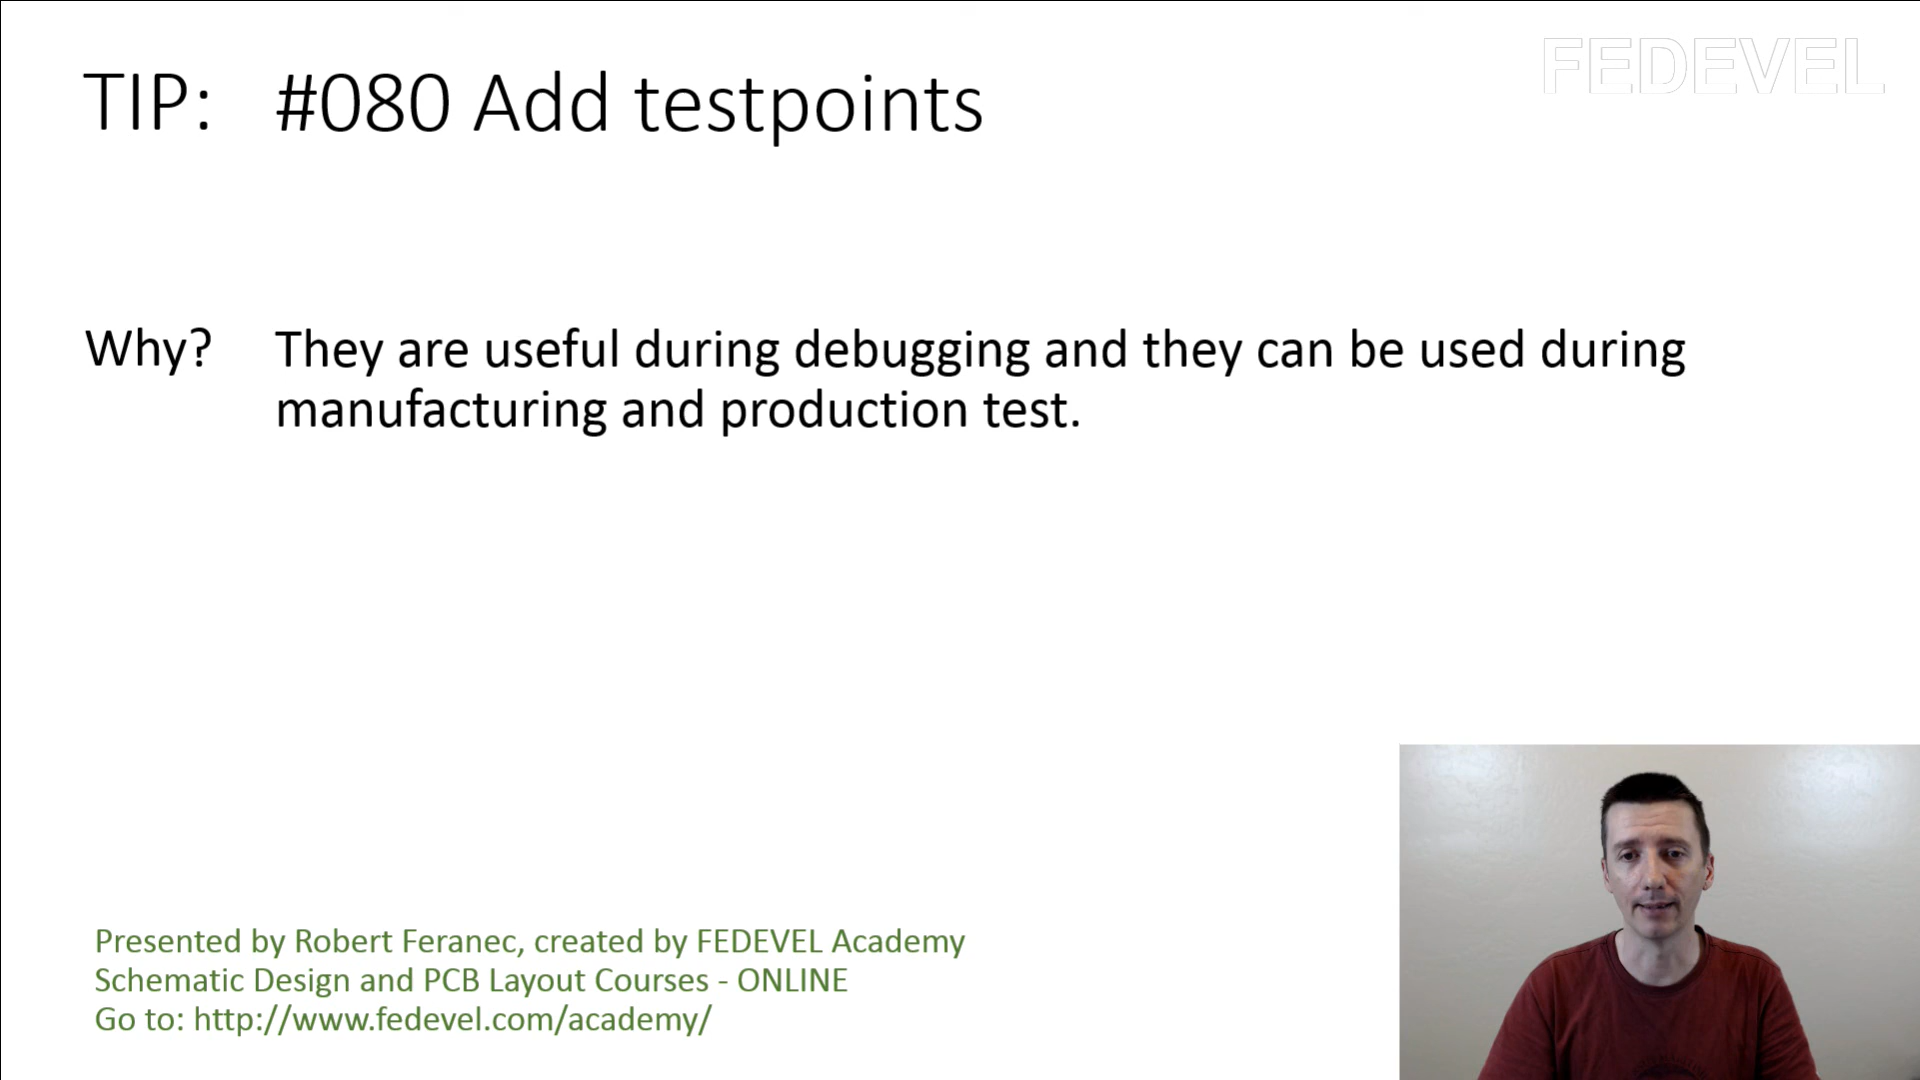 FEDEVEL
TIP: #080 Add testpoints
Why? They are useful during debugging and they can be used during
manufacturing and production test.
Presented by Robert Feranec, created by FEDEVEL Academy
Schematic Design and PCB Layout Courses - ONLINE
Go to: http://www.fedevel.com/academy/